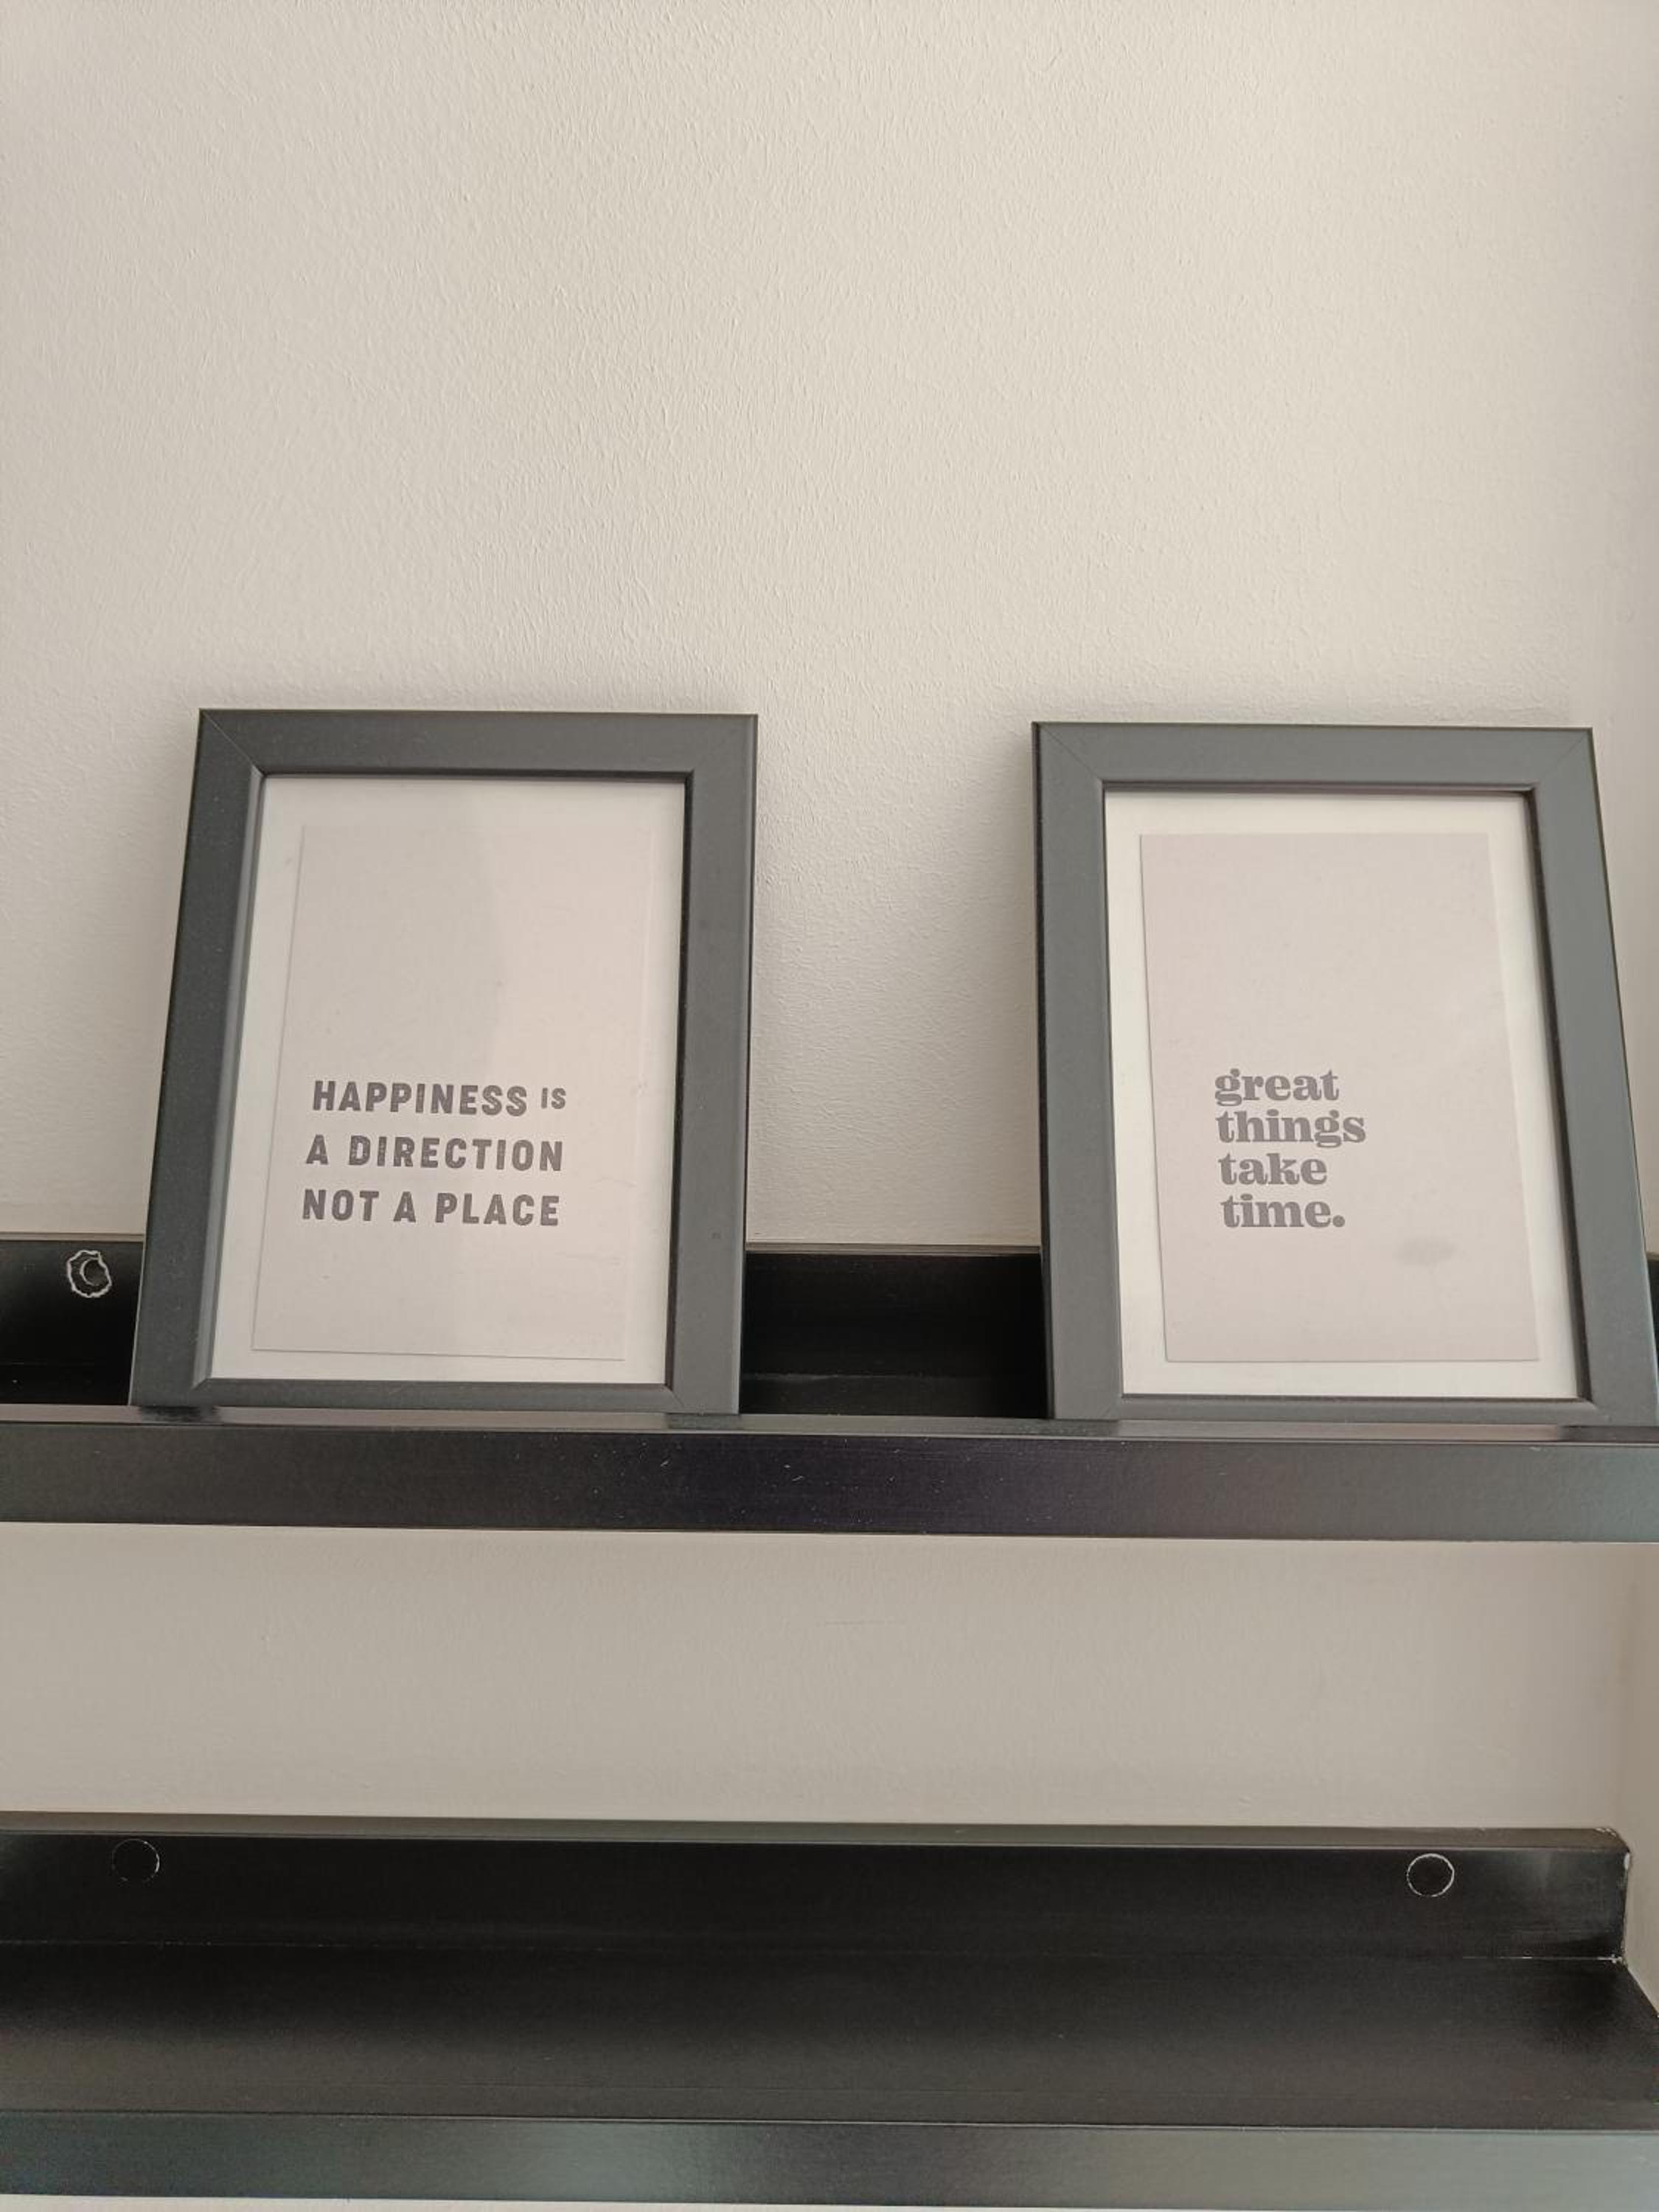 HAPPINESS IS
A DIRECTION
NOT A PLACE
great
things
take
time.